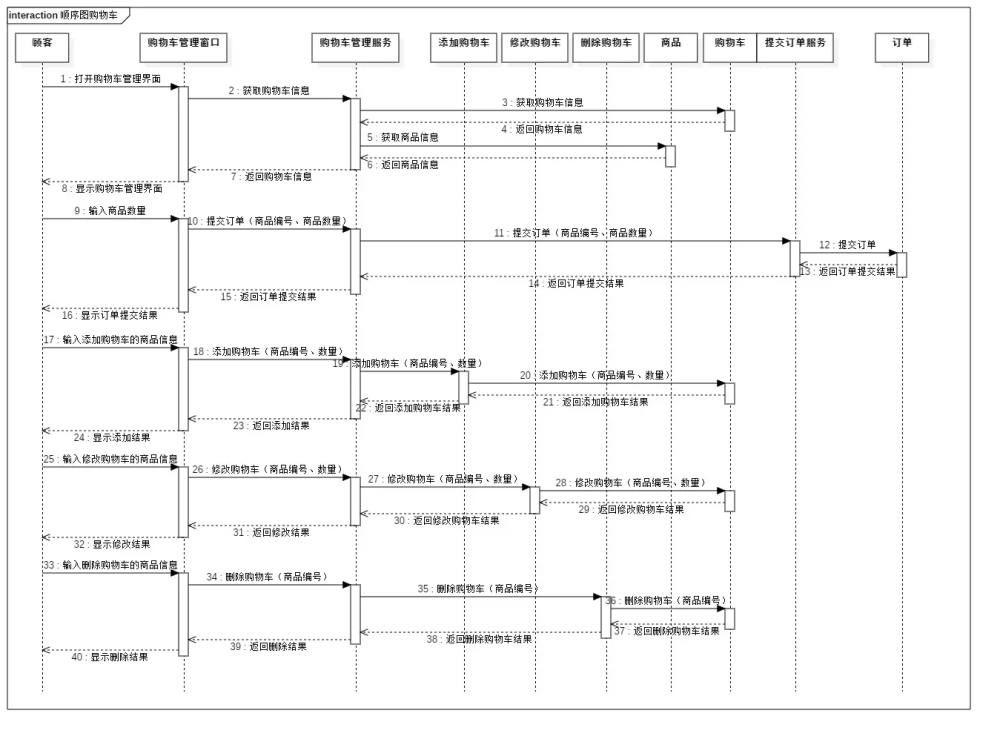 interaction 顺序图购物车
顾客
购物车管理窗口
购物车管理服务
添加购物车
修改购物车
删除购物车
商品
购物车
提交订单服务
订单
1 : 打开购物车管理界面
2 : 获取购物车信息
3 : 获取购物车信息
4 : 返回购物车信息
5 : 获取商品信息
6 : 返回商品信息
7 : 返回购物车信息
8 : 显示购物车管理界面
9 : 输入商品数量
10 : 提交订单（商品编号、商品数量）
11 : 提交订单（商品编号、商品数量）
12 : 提交订单
13 : 返回订单提交结果
14 : 返回订单提交结果
15 : 返回订单提交结果
16 : 显示订单提交结果
17 : 输入添加购物车的商品信息
18 : 添加购物车（商品编号、数量）
19 : 添加购物车（商品编号、数量）
20 : 添加购物车（商品编号、数量）
21 : 返回添加购物车结果
22 : 返回添加购物车结果
23 : 返回添加结果
24 : 显示添加结果
25 : 输入修改购物车的商品信息
26 : 修改购物车（商品编号、数量）
27 : 修改购物车（商品编号、数量）
28 : 修改购物车（商品编号、数量）
29 : 返回修改购物车结果
30 : 返回修改购物车结果
31 : 返回修改结果
32 : 显示修改结果
33 : 输入删除购物车的商品信息
34 : 删除购物车（商品编号）
35 : 删除购物车（商品编号）
36 : 删除购物车（商品编号）
37 : 返回删除购物车结果
38 : 返回删除购物车结果
39 : 返回删除结果
40 : 显示删除结果